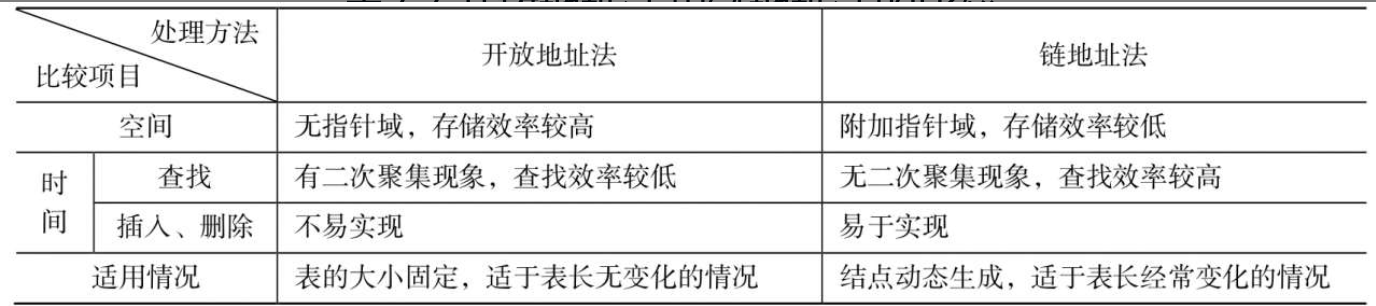 处理方法
比较项目
开放地址法
链地址法
空间
无指针域，存储效率较高
附加指针域，存储效率较低
时间
查找
有二次聚集现象，查找效率较低
无二次聚集现象，查找效率较高
插入、删除
不易实现
易于实现
适用情况
表的大小固定，适于表长无变化的情况
结点动态生成，适于表长经常变化的情况